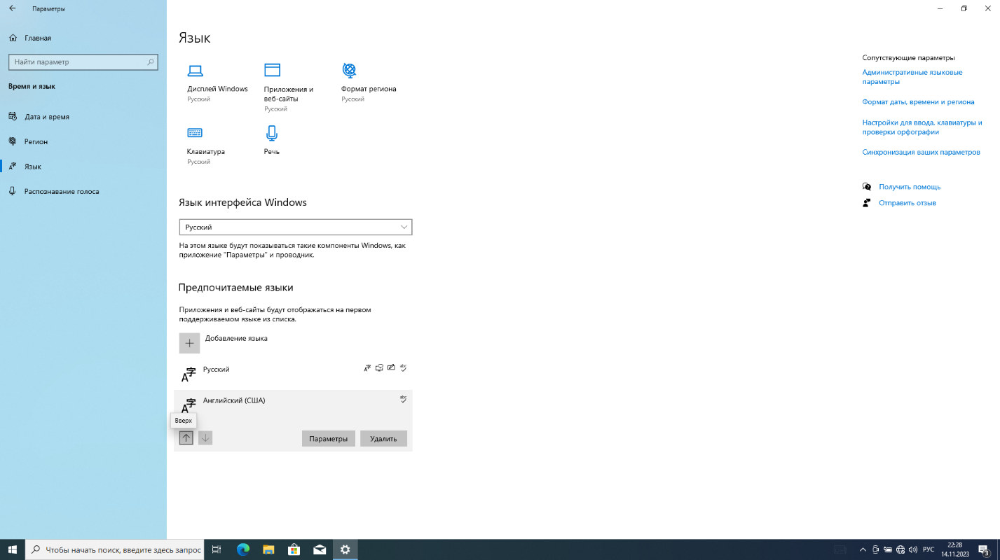 Параметры
Главная
Найти параметр
Время и язык
Дата и время
Регион
Язык
Распознавание голоса
Язык
Дисплей Windows
Русский
Приложения и
веб-сайты
Русский
Формат региона
Русский
Клавиатура
Русский
Речь
Язык интерфейса Windows
Русский
На этом языке будут показываться такие компоненты Windows, как
приложение "Параметры" и проводник.
Предпочитаемые языки
Приложения и веб-сайты будут отображаться на первом
поддерживаемом языке из списка.
Добавление языка
Русский
Английский (США)
Вверх
Параметры
Удалить
Сопутствующие параметры
Административные языковые
параметры
Формат даты, времени и региона
Настройки для ввода, клавиатуры и
проверки орфографии
Синхронизация ваших параметров
Получить помощь
Отправить отзыв
Чтобы начать поиск, введите здесь запрос
РУС
22:28
14.11.2023
3